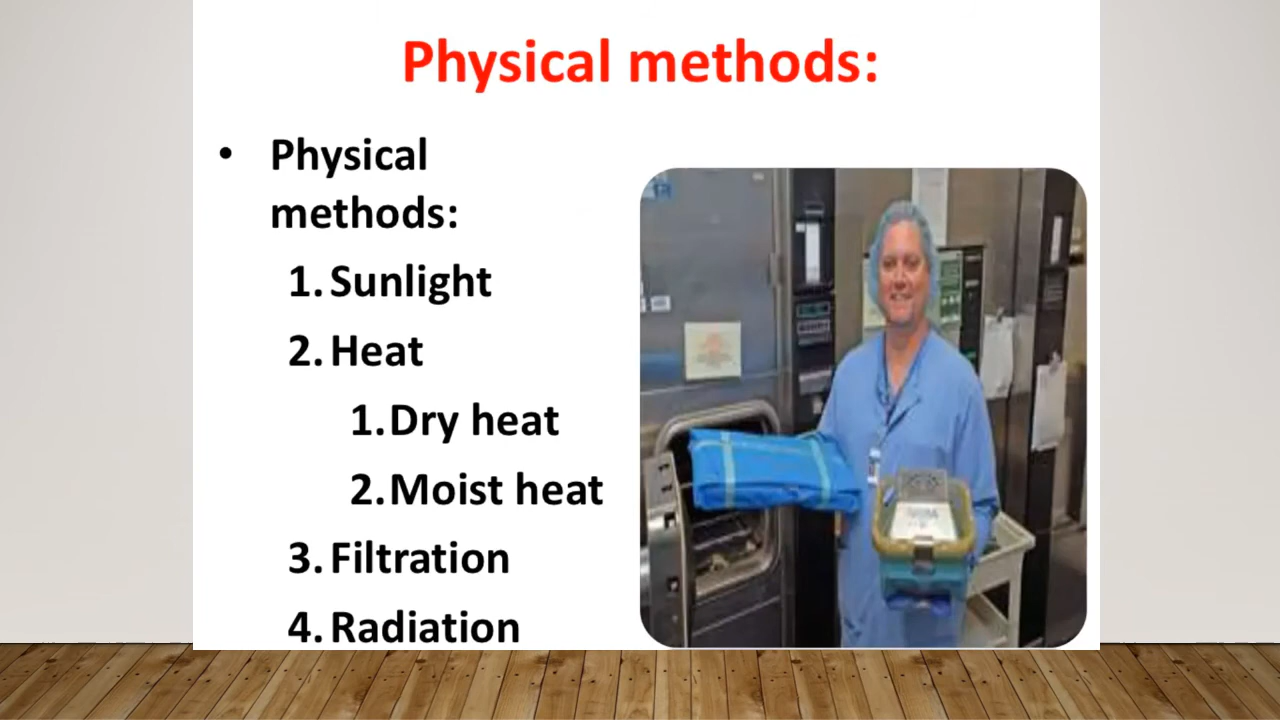 Physical methods:
• Physical
methods:
1. Sunlight
2. Heat
1. Dry heat
2. Moist heat
3. Filtration
4. Radiation